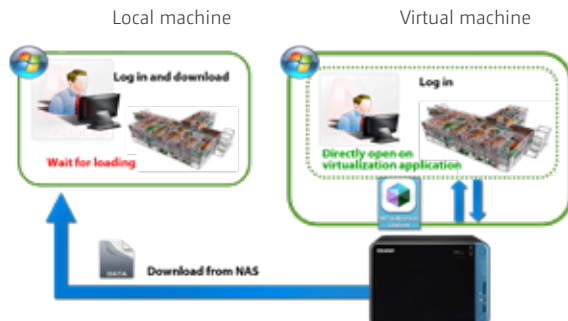 Local machine
Virtual machine
Log in and download
Log in
Wait for loading
Directly open on
virtualization application
DATA
Download from NAS